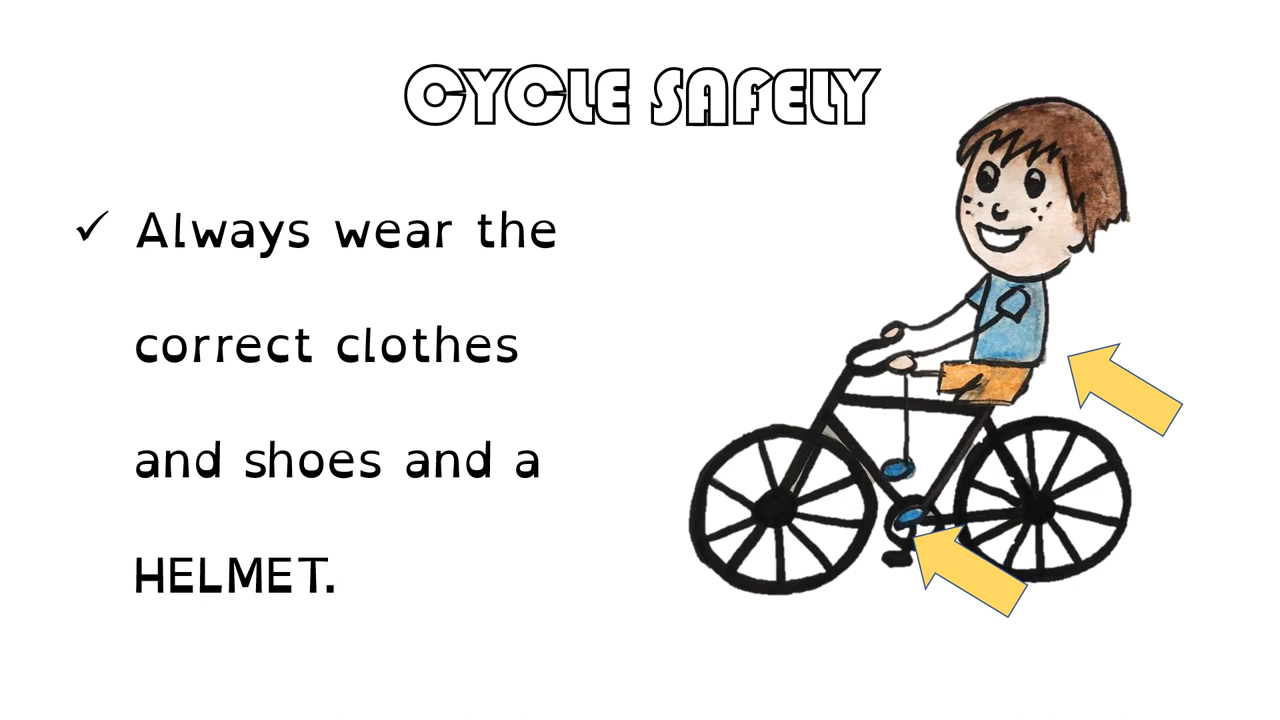 CYCLE SAFELY
✓ Always wear the
correct clothes
and shoes and a
HELMET.